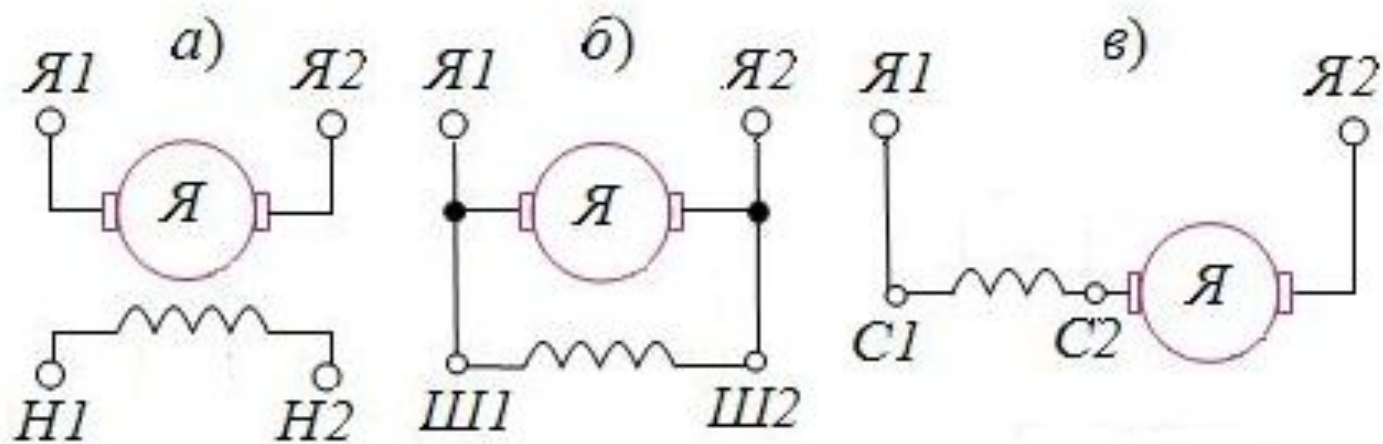 а) б) в)
Я1 Я2 Я1 Я2 Я1 Я2
Я Я Я
С1 С2
Н1 Н2 Ш1 Ш2